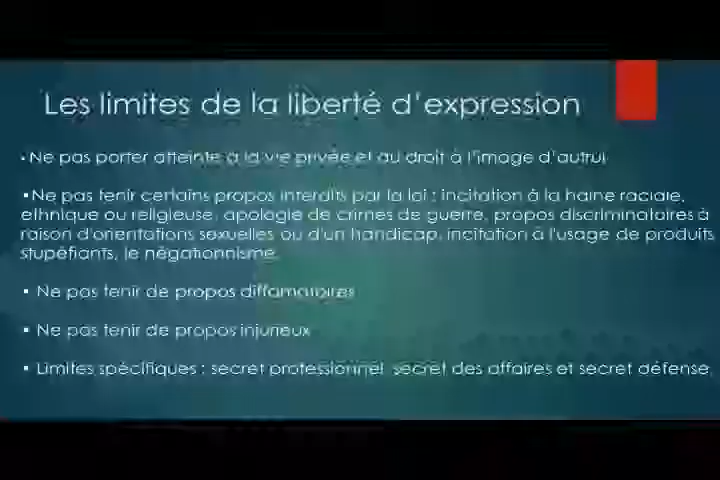 Les limites de la liberté d'expression
•Ne pas porter atteinte à la vie privée et au droit à l'image d'autrui
•Ne pas tenir certains propos interdits par la loi : incitation à la haine raciale,
ethnique ou religieuse, apologie de crimes de guerre, propos discriminatoires à
raison d'orientations sexuelles ou d'un handicap, incitation à l'usage de produits
stupéfiants, le négationnisme.
• Ne pas tenir de propos diffamatoires
• Ne pas tenir de propos injurieux
• Limites spécifiques : secret professionnel, secret des affaires et secret défense.